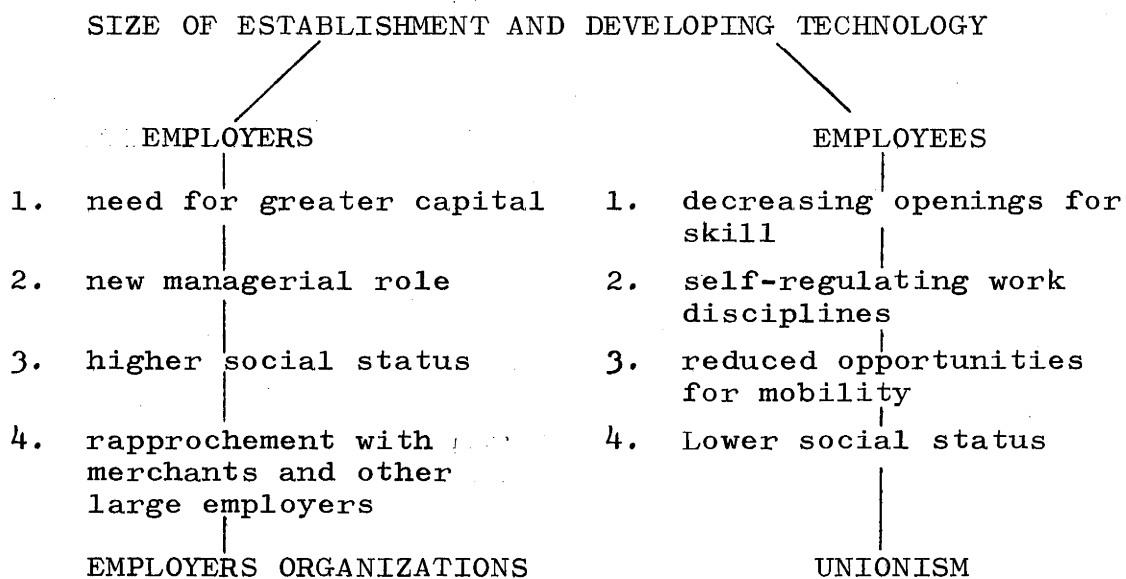 SIZE OF ESTABLISHMENT AND DEVELOPING TECHNOLOGY
EMPLOYERS
1. need for greater capital
2. new managerial role
3. higher social status
4. rapprochement with
merchants and other
large employers
EMPLOYERS ORGANIZATIONS
EMPLOYEES
1. decreasing openings for
skill
2. self-regulating work
disciplines
3. reduced opportunities
for mobility
4. Lower social status
UNIONISM